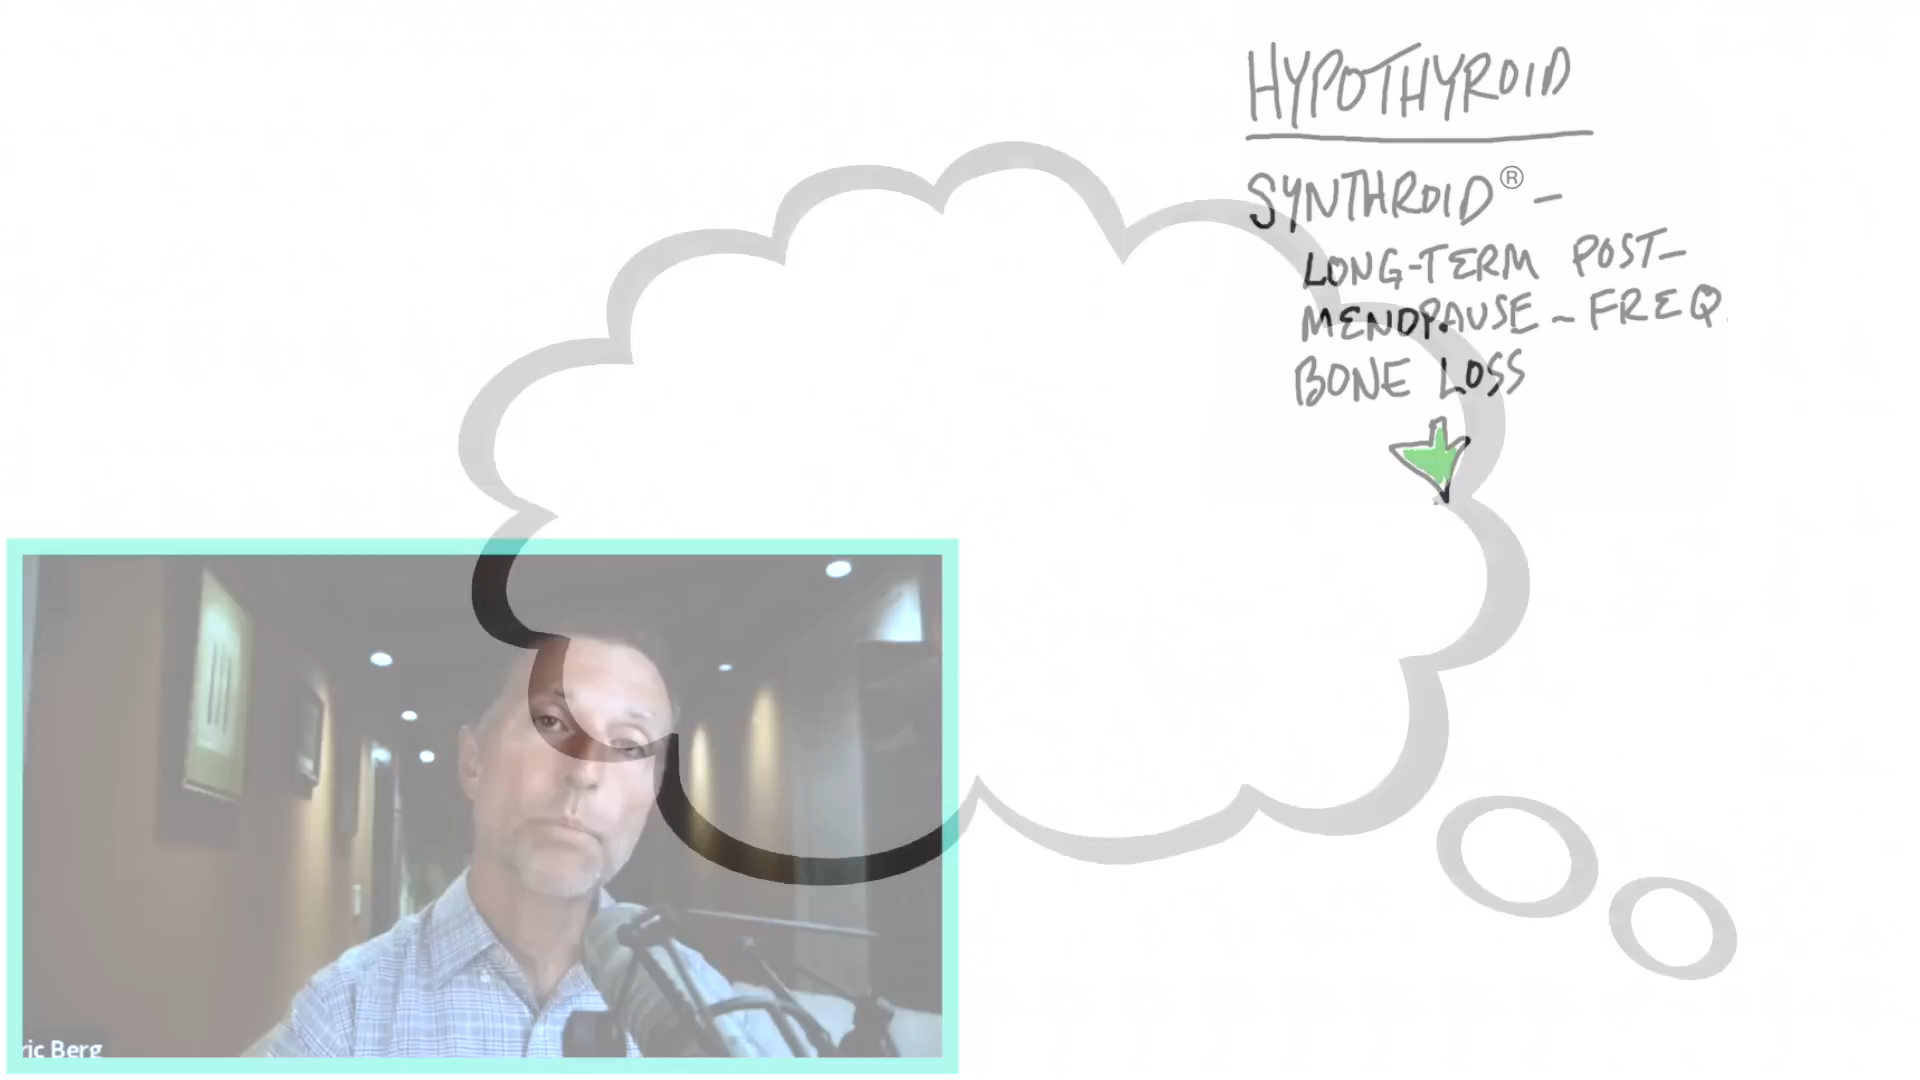 HYPOTHYROID
SYNTHROID® –
LONG-TERM POST-
MENOPAUSE – FREQ.
BONE LOSS
ric Berg